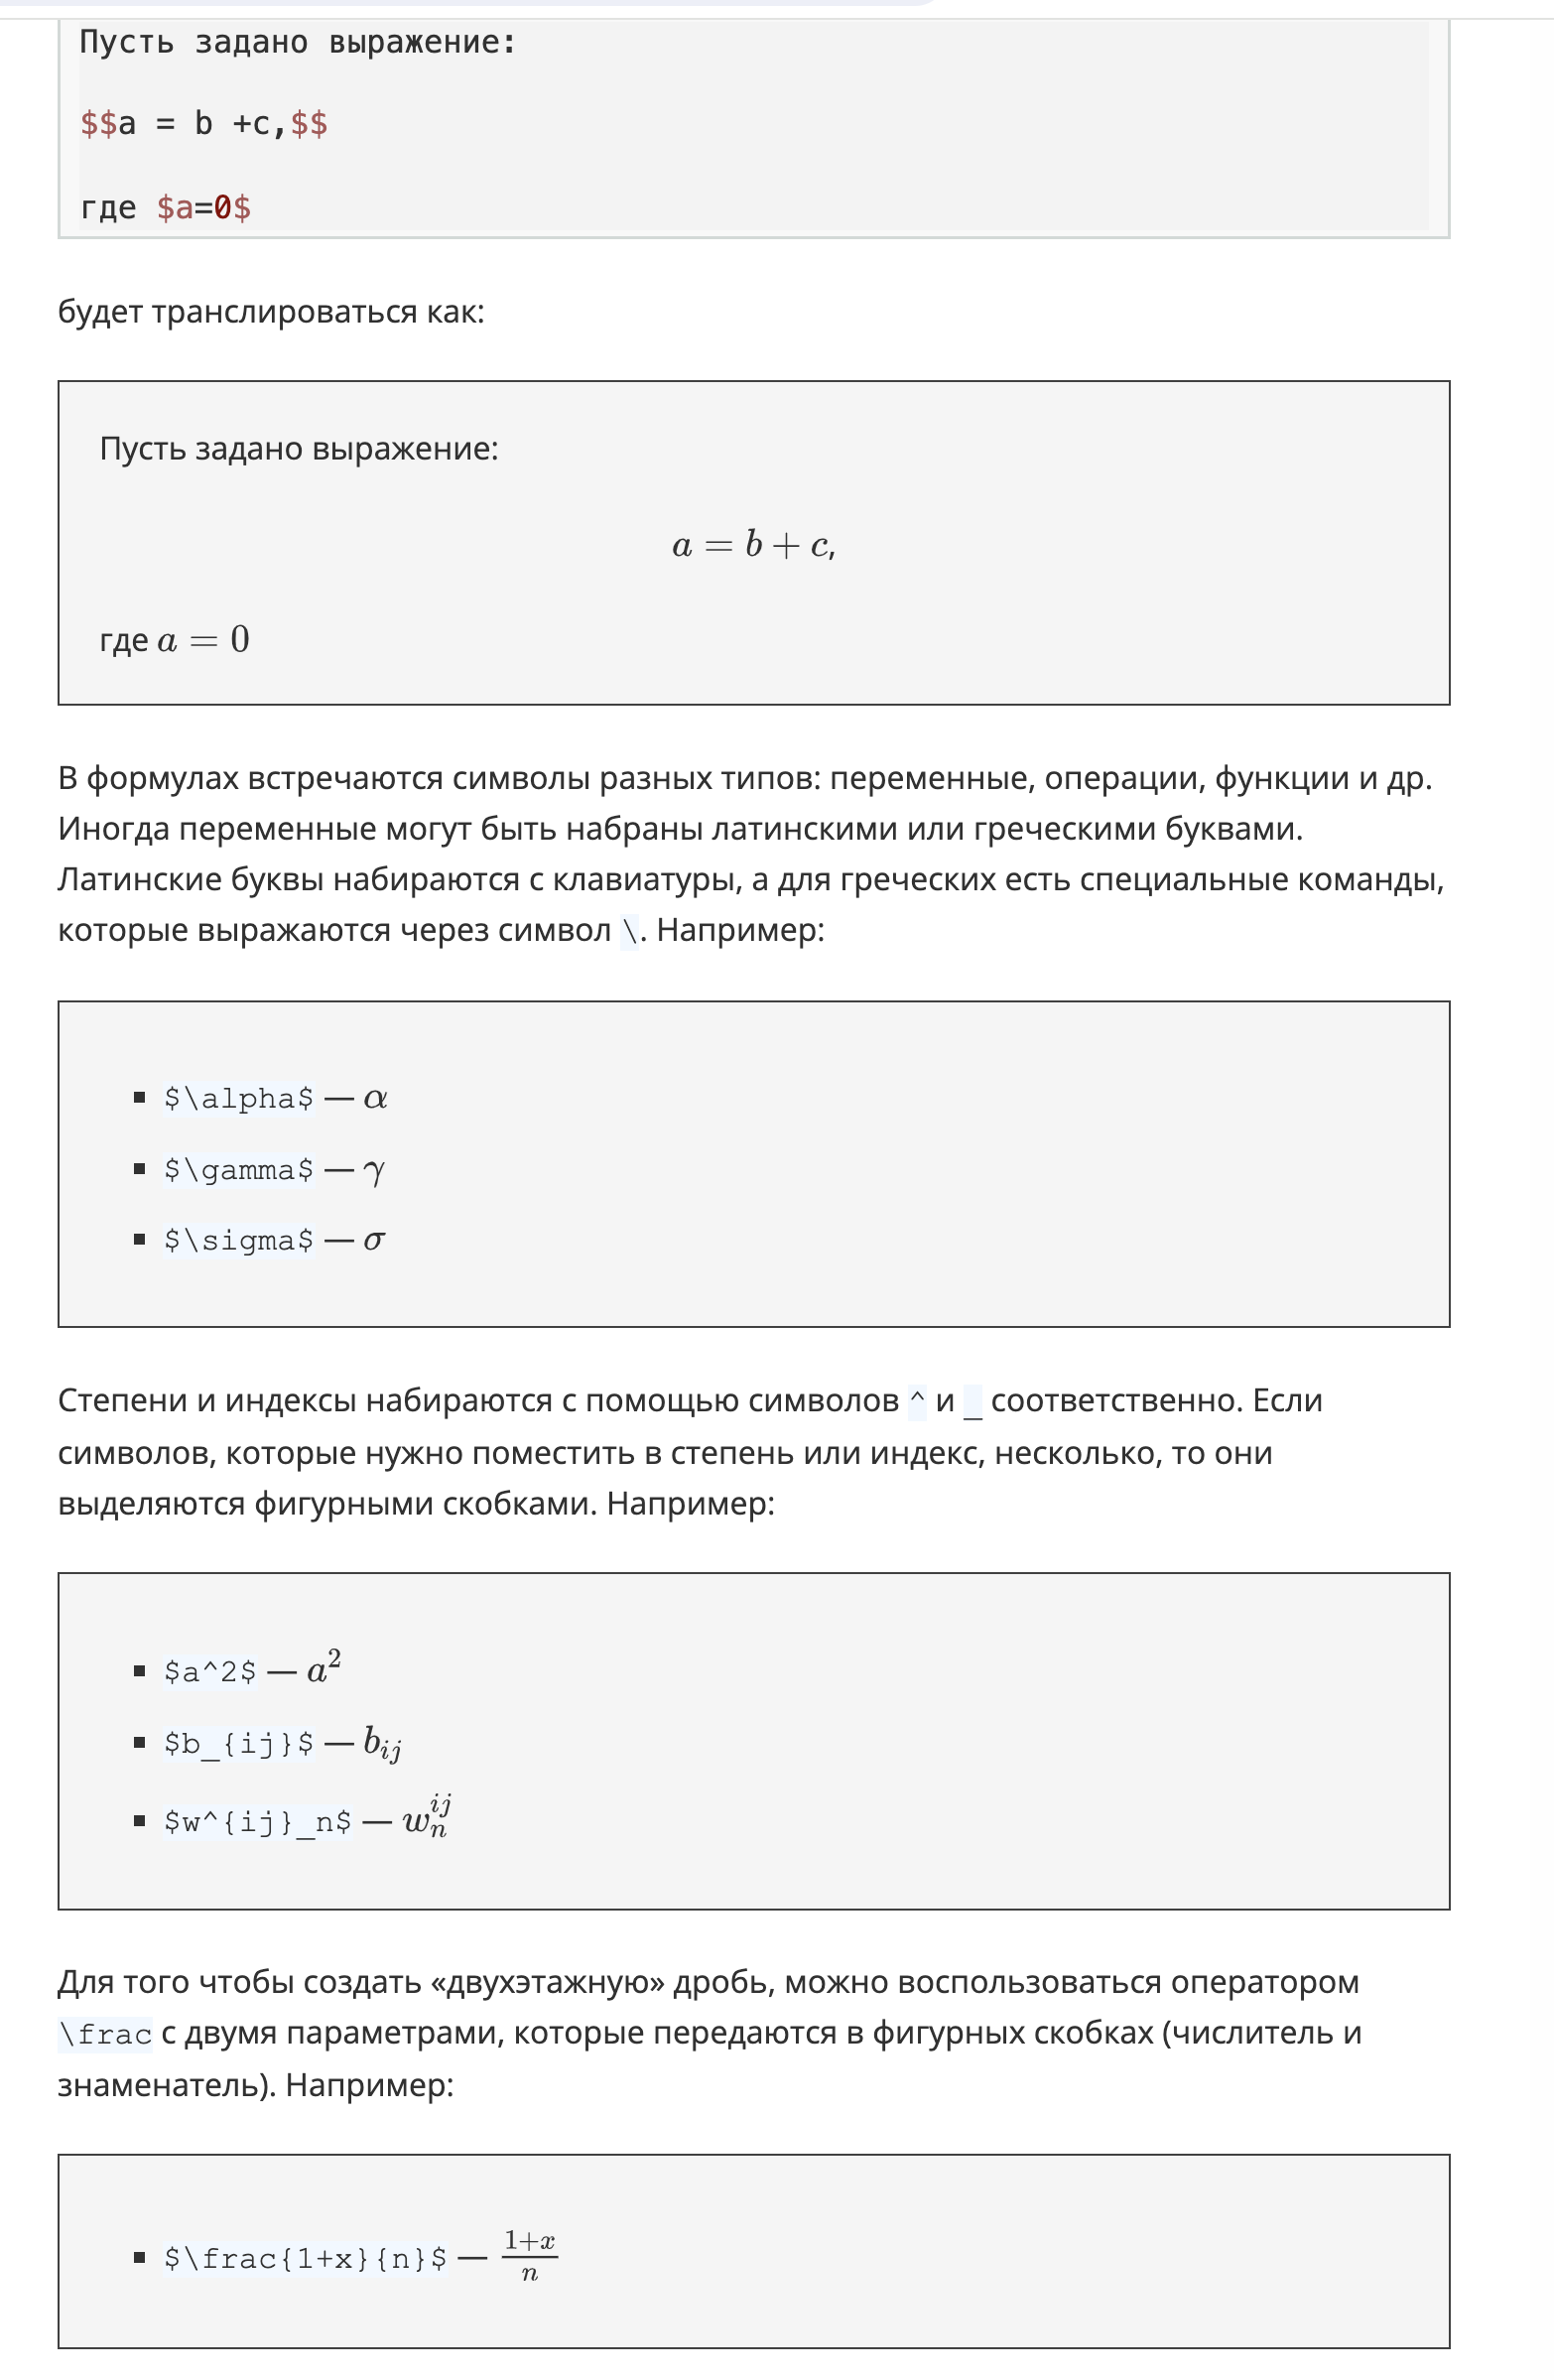 Пусть задано выражение:
$$a = b +c,$$
где $a=0$
будет транслироваться как:
Пусть задано выражение:
a = b + c,
где a = 0
В формулах встречаются символы разных типов: переменные, операции, функции и др.
Иногда переменные могут быть набраны латинскими или греческими буквами.
Латинские буквы набираются с клавиатуры, а для греческих есть специальные команды,
которые выражаются через символ \. Например:
▪ $\alpha$ — α
▪ $\gamma$ — γ
▪ $\sigma$ — σ
Степени и индексы набираются с помощью символов ^ и _ соответственно. Если
символов, которые нужно поместить в степень или индекс, несколько, то они
выделяются фигурными скобками. Например:
▪ $a^2$ — a^2
▪ $b_{ij}$ — b_{ij}
▪ $w^{ij}_n$ — w^{ij}_n
Для того чтобы создать «двухэтажную» дробь, можно воспользоваться оператором
\frac с двумя параметрами, которые передаются в фигурных скобках (числитель и
знаменатель). Например:
▪ $\frac{1+x}{n}$ — \frac{1+x}{n}